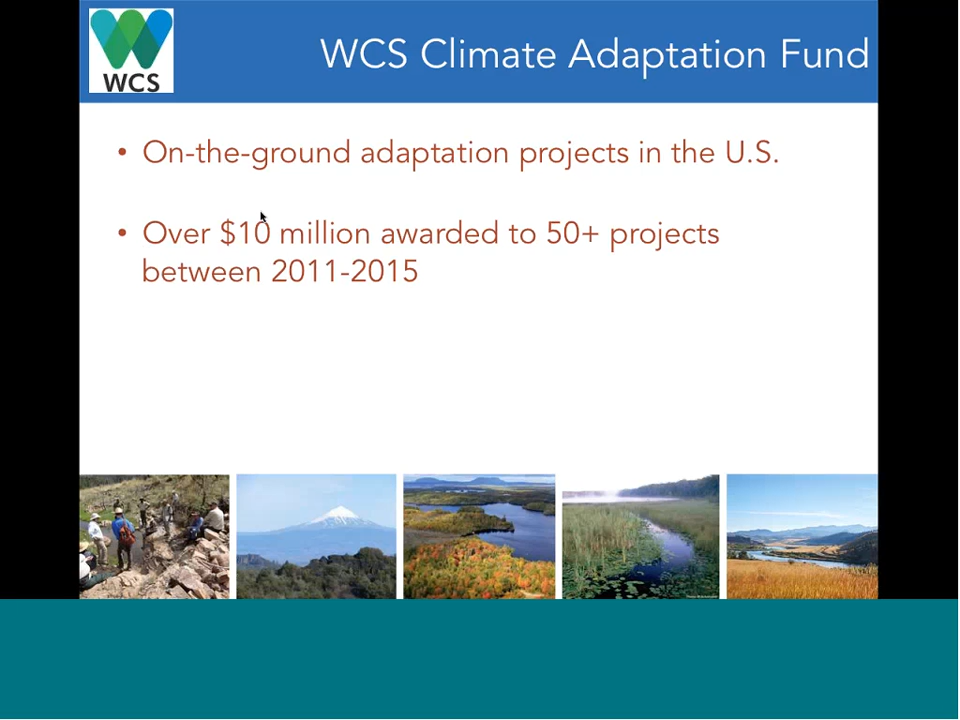 WCS
WCS Climate Adaptation Fund
• On-the-ground adaptation projects in the U.S.
• Over $10 million awarded to 50+ projects
between 2011-2015